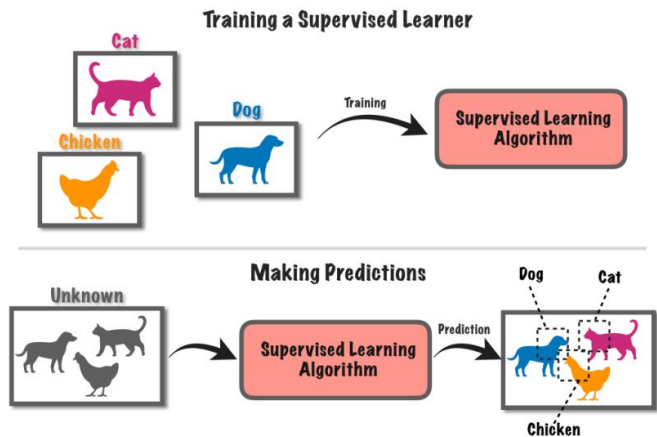 Training a Supervised Learner
Cat
Dog
Chicken
Training
Supervised Learning
Algorithm
Making Predictions
Unknown
Supervised Learning
Algorithm
Prediction
Dog
Cat
Chicken